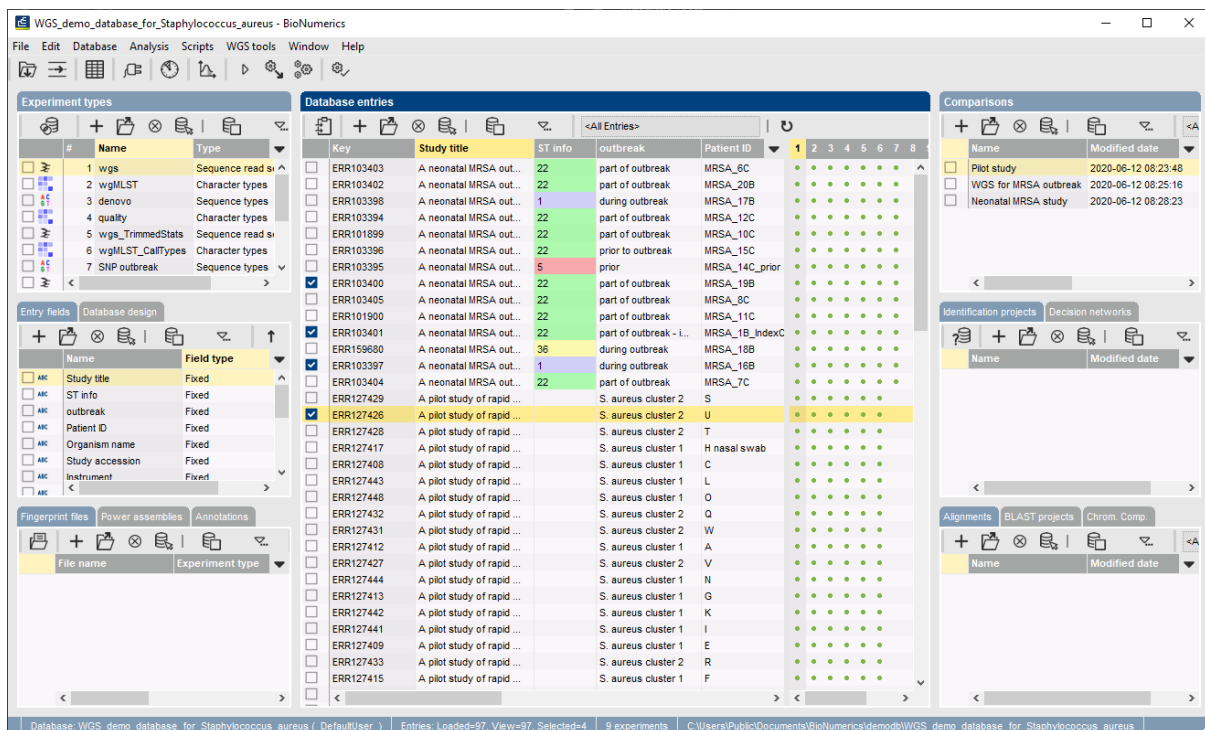 WGS_demo_database_for_Staphylococcus_aureus - BioNumerics
File Edit Database Analysis Scripts WGS tools Window Help
Experiment types
# Name Type
1 wgs Sequence read s
2 wgMLST Character types
3 denovo Sequence types
4 quality Character types
5 wgs_TrimmedStats Sequence read s
6 wgMLST_CallTypes Character types
7 SNP outbreak Sequence types
Entry fields Database design
Name Field type
ABC Study title Fixed
ABC ST info Fixed
ABC outbreak Fixed
ABC Patient ID Fixed
ABC Organism name Fixed
ABC Study accession Fixed
ABC Instrument Fixed
ABC
Fingerprint files Power assemblies Annotations
File name Experiment type
Database entries
<All Entries>
Key Study title ST info outbreak Patient ID 1 2 3 4 5 6 7 8
ERR103403 A neonatal MRSA out... 22 part of outbreak MRSA_6C
ERR103402 A neonatal MRSA out... 22 part of outbreak MRSA_20B
ERR103398 A neonatal MRSA out... 1 during outbreak MRSA_17B
ERR103394 A neonatal MRSA out... 22 part of outbreak MRSA_12C
ERR101899 A neonatal MRSA out... 22 part of outbreak MRSA_10C
ERR103396 A neonatal MRSA out... 22 prior to outbreak MRSA_15C
ERR103395 A neonatal MRSA out... 5 prior MRSA_14C_prior
ERR103400 A neonatal MRSA out... 22 part of outbreak MRSA_19B
ERR103405 A neonatal MRSA out... 22 part of outbreak MRSA_8C
ERR101900 A neonatal MRSA out... 22 part of outbreak MRSA_11C
ERR103401 A neonatal MRSA out... 22 part of outbreak - i... MRSA_1B_IndexC
ERR159680 A neonatal MRSA out... 36 during outbreak MRSA_18B
ERR103397 A neonatal MRSA out... 1 during outbreak MRSA_16B
ERR103404 A neonatal MRSA out... 22 part of outbreak MRSA_7C
ERR127429 A pilot study of rapid ... S. aureus cluster 2 S
ERR127426 A pilot study of rapid ... S. aureus cluster 2 U
ERR127428 A pilot study of rapid ... S. aureus cluster 2 T
ERR127417 A pilot study of rapid ... S. aureus cluster 1 H nasal swab
ERR127408 A pilot study of rapid ... S. aureus cluster 1 C
ERR127443 A pilot study of rapid ... S. aureus cluster 1 L
ERR127448 A pilot study of rapid ... S. aureus cluster 1 O
ERR127432 A pilot study of rapid ... S. aureus cluster 2 Q
ERR127431 A pilot study of rapid ... S. aureus cluster 2 W
ERR127412 A pilot study of rapid ... S. aureus cluster 1 A
ERR127427 A pilot study of rapid ... S. aureus cluster 2 V
ERR127444 A pilot study of rapid ... S. aureus cluster 1 N
ERR127413 A pilot study of rapid ... S. aureus cluster 1 G
ERR127442 A pilot study of rapid ... S. aureus cluster 1 K
ERR127441 A pilot study of rapid ... S. aureus cluster 1 I
ERR127409 A pilot study of rapid ... S. aureus cluster 1 E
ERR127433 A pilot study of rapid ... S. aureus cluster 2 R
ERR127415 A pilot study of rapid ... S. aureus cluster 1 F
Comparisons
<A
Name Modified date
Pilot study 2020-06-12 08:23:48
WGS for MRSA outbreak 2020-06-12 08:25:16
Neonatal MRSA study 2020-06-12 08:28:23
Identification projects Decision networks
Name Modified date
Alignments BLAST projects Chrom. Comp.
<A
Name Modified date
Database: WGS_demo_database_for_Staphylococcus_aureus (_DefaultUser_) Entries: Loaded=97, View=97, Selected=4 9 experiments C:\Users\Public\Documents\BioNumerics\demodb\WGS_demo_database_for_Staphylococcus_aureus